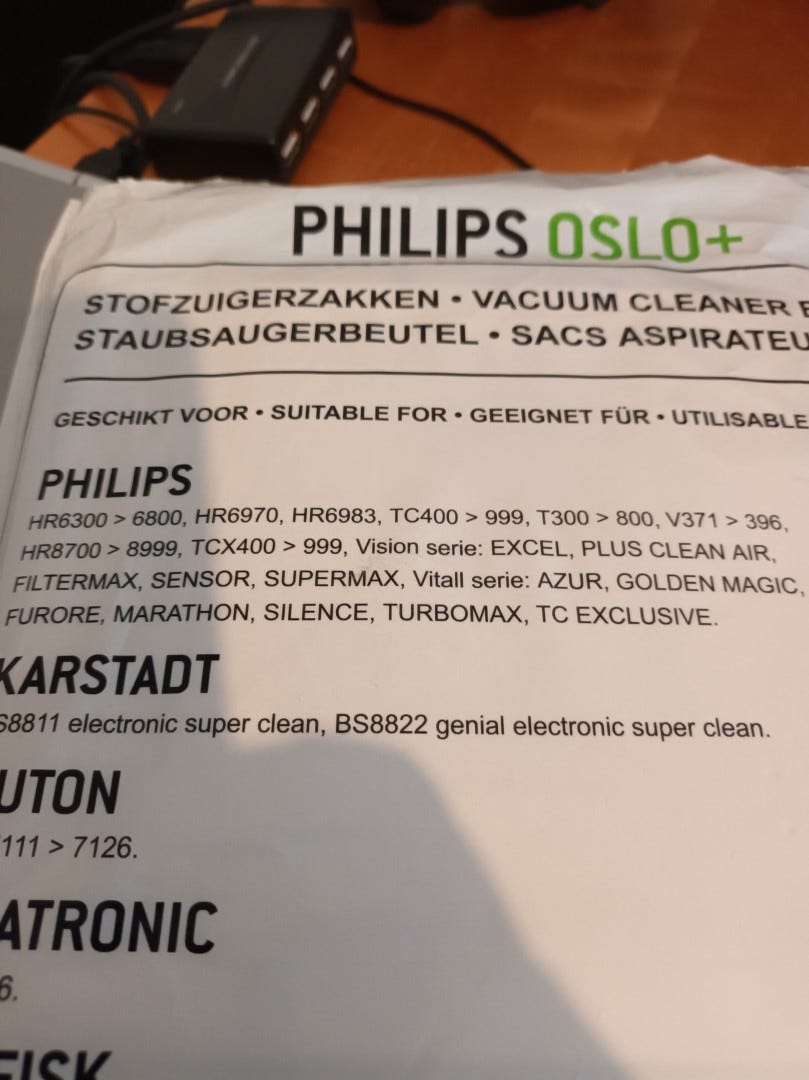 PHILIPS OSLO+
STOFZUIGERZAKKEN • VACUUM CLEANER
STAUBSAUGERBEUTEL • SACS ASPIRATEU
GESCHIKT VOOR • SUITABLE FOR • GEEIGNET FÜR • UTILISABLE
PHILIPS
HR6300 > 6800, HR6970, HR6983, TC400 > 999, T300 > 800, V371 > 396,
HR8700 > 8999, TCX400 > 999, Vision serie: EXCEL, PLUS CLEAN AIR,
FILTERMAX, SENSOR, SUPERMAX, Vitall serie: AZUR, GOLDEN MAGIC,
FURORE, MARATHON, SILENCE, TURBOMAX, TC EXCLUSIVE.
KARSTADT
S8811 electronic super clean, BS8822 genial electronic super clean.
UTON
111 > 7126.
ATRONIC
6.
FISK